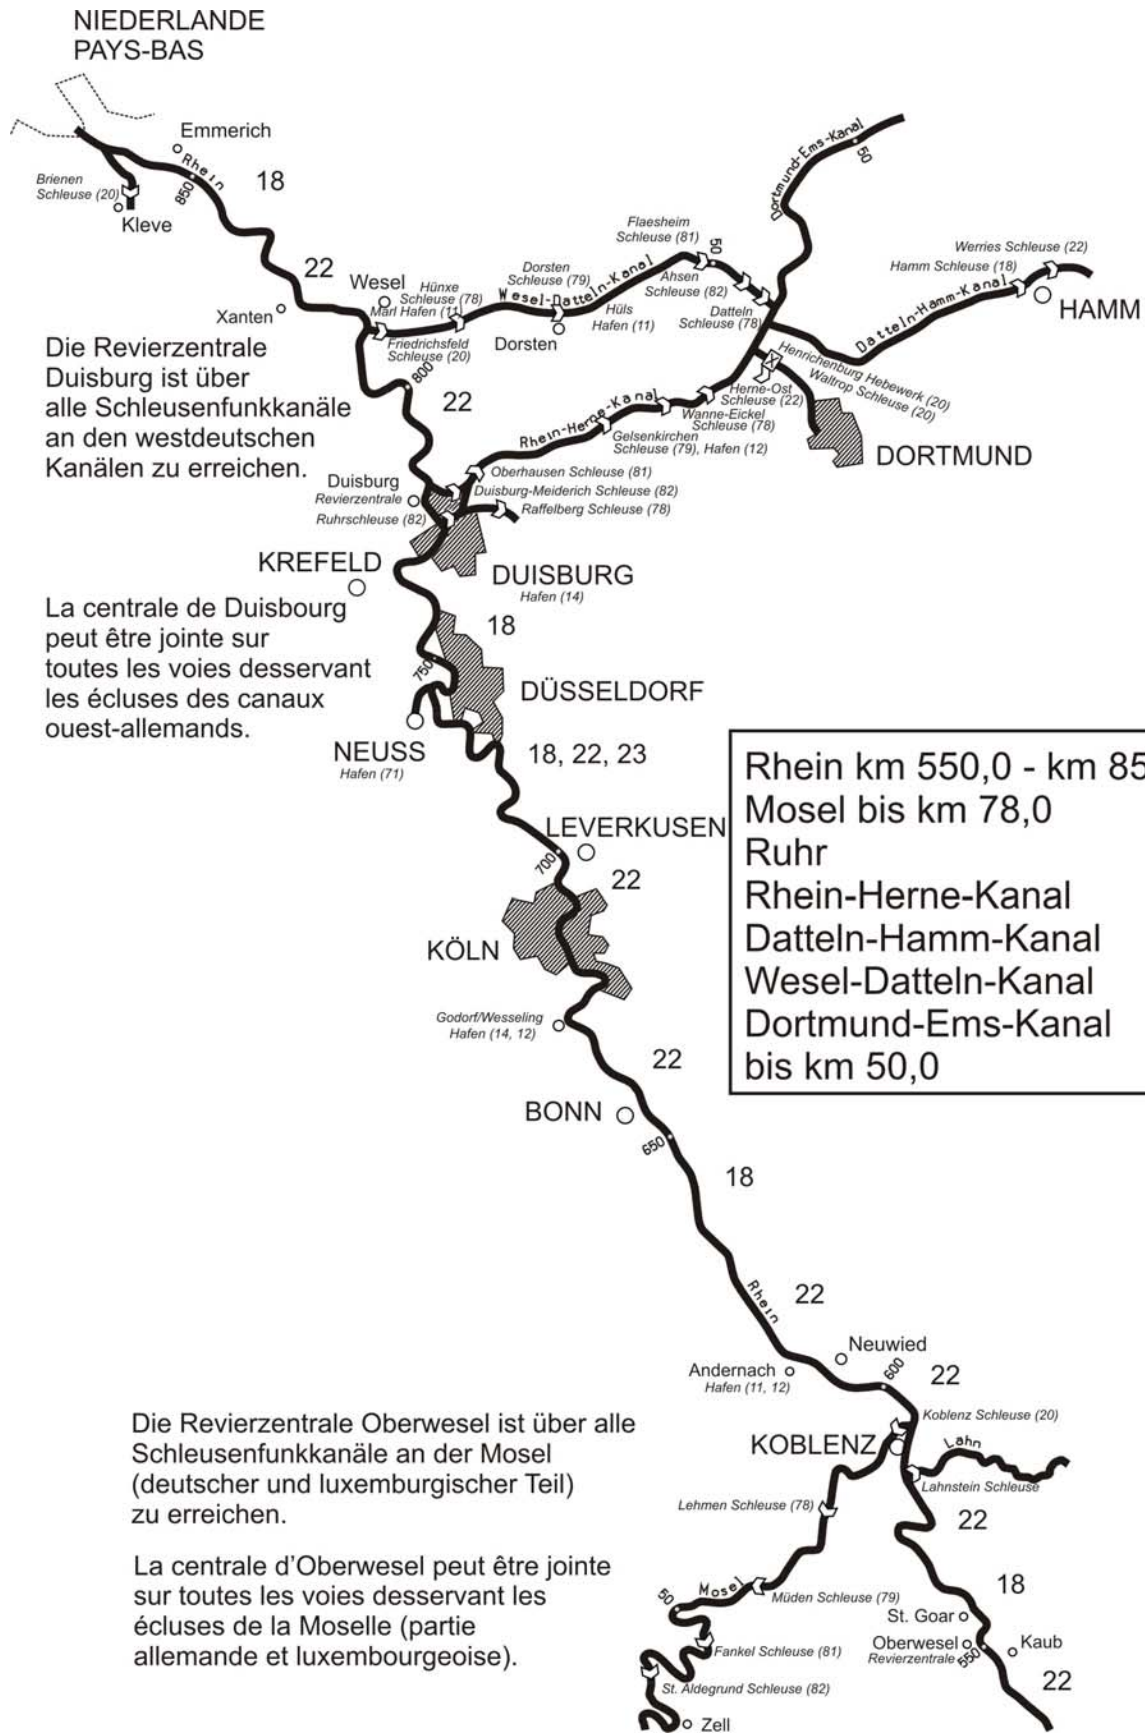 NIEDERLANDE
PAYS-BAS
Emmerich
Rhein
850
18
Brienen
Schleuse (20)
Kleve
22
Xanten
Wesel
Hünxe
Schleuse (78)
Marl Hafen (11)
Friedrichsfeld
Schleuse (20)
Dorsten
Schleuse (79)
Wesel-Datteln-Kanal
Dorsten
Hüls
Hafen (11)
Flaesheim
Schleuse (81)
50
Ahsen
Schleuse (82)
Datteln
Schleuse (78)
Dortmund-Ems-Kanal
50
Werries Schleuse (22)
Hamm Schleuse (18)
Datteln-Hamm-Kanal
HAMM
Henrichenburg Hebewerk (20)
Waltrop Schleuse (20)
Herne-Ost
Schleuse (22)
Wanne-Eickel
Schleuse (78)
Rhein-Herne-Kanal
Gelsenkirchen
Schleuse (79), Hafen (12)
DORTMUND
Die Revierzentrale
Duisburg ist über
alle Schleusenfunkkanäle
an den westdeutschen
Kanälen zu erreichen.
800
22
Duisburg
Revierzentrale
Ruhrschleuse (82)
Oberhausen Schleuse (81)
Duisburg-Meiderich Schleuse (82)
Raffelberg Schleuse (78)
KREFELD
DUISBURG
Hafen (14)
La centrale de Duisbourg
peut être jointe sur
toutes les voies desservant
les écluses des canaux
ouest-allemands.
18
750
DÜSSELDORF
NEUSS
Hafen (71)
18, 22, 23
Rhein km 550,0 - km 85
Mosel bis km 78,0
Ruhr
Rhein-Herne-Kanal
Datteln-Hamm-Kanal
Wesel-Datteln-Kanal
Dortmund-Ems-Kanal
bis km 50,0
LEVERKUSEN
700
22
KÖLN
Godorf/Wesseling
Hafen (14, 12)
22
BONN
650
18
Rhein
22
Neuwied
Andernach
Hafen (11, 12)
600
22
Koblenz Schleuse (20)
KOBLENZ
Lahn
Lahnstein Schleuse
Die Revierzentrale Oberwesel ist über alle
Schleusenfunkkanäle an der Mosel
(deutscher und luxemburgischer Teil)
zu erreichen.
Lehmen Schleuse (78)
22
La centrale d'Oberwesel peut être jointe
sur toutes les voies desservant les
écluses de la Moselle (partie
allemande et luxembourgeoise).
50
Mosel
Müden Schleuse (79)
18
St. Goar
Oberwesel
Revierzentrale
550
Kaub
Fankel Schleuse (81)
St. Aldegrund Schleuse (82)
22
Zell